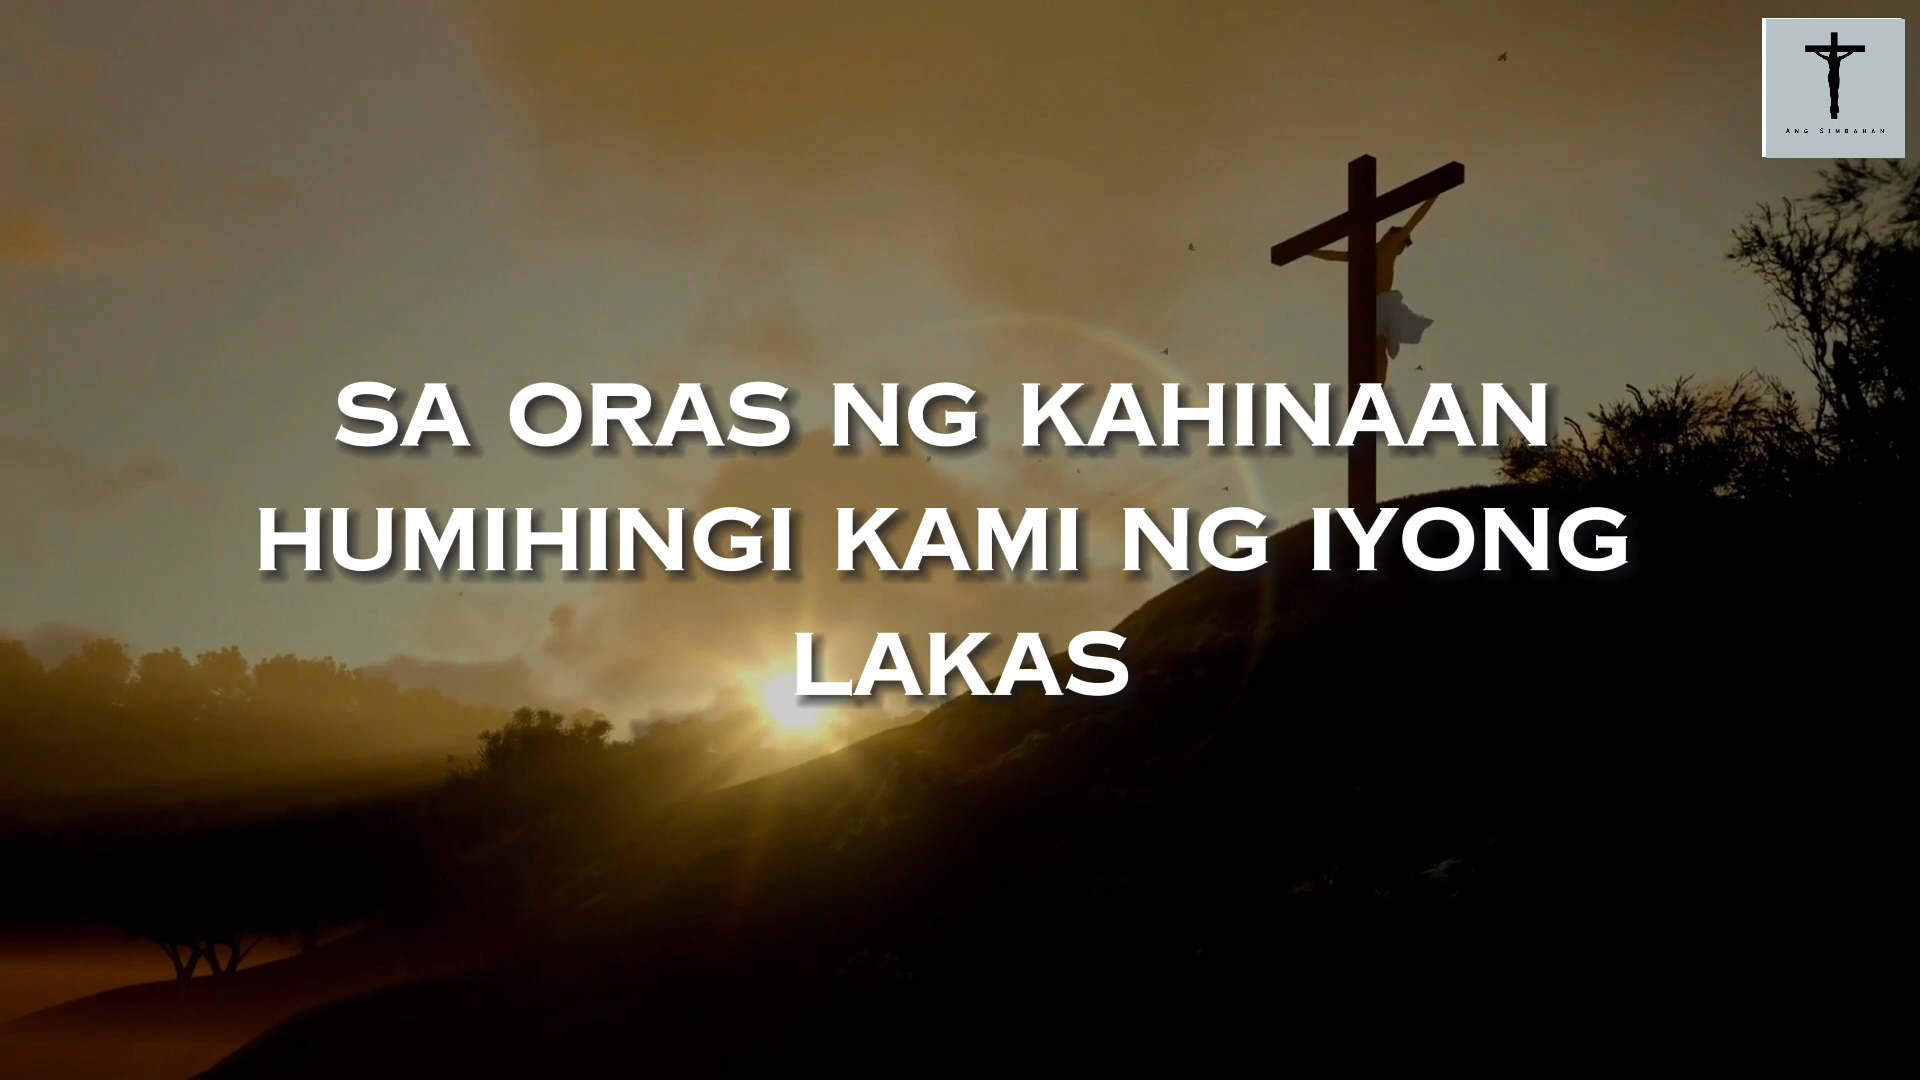 Ang Simbahan
SA ORAS NG KAHINAAN
HUMIHINGI KAMI NG IYONG
LAKAS